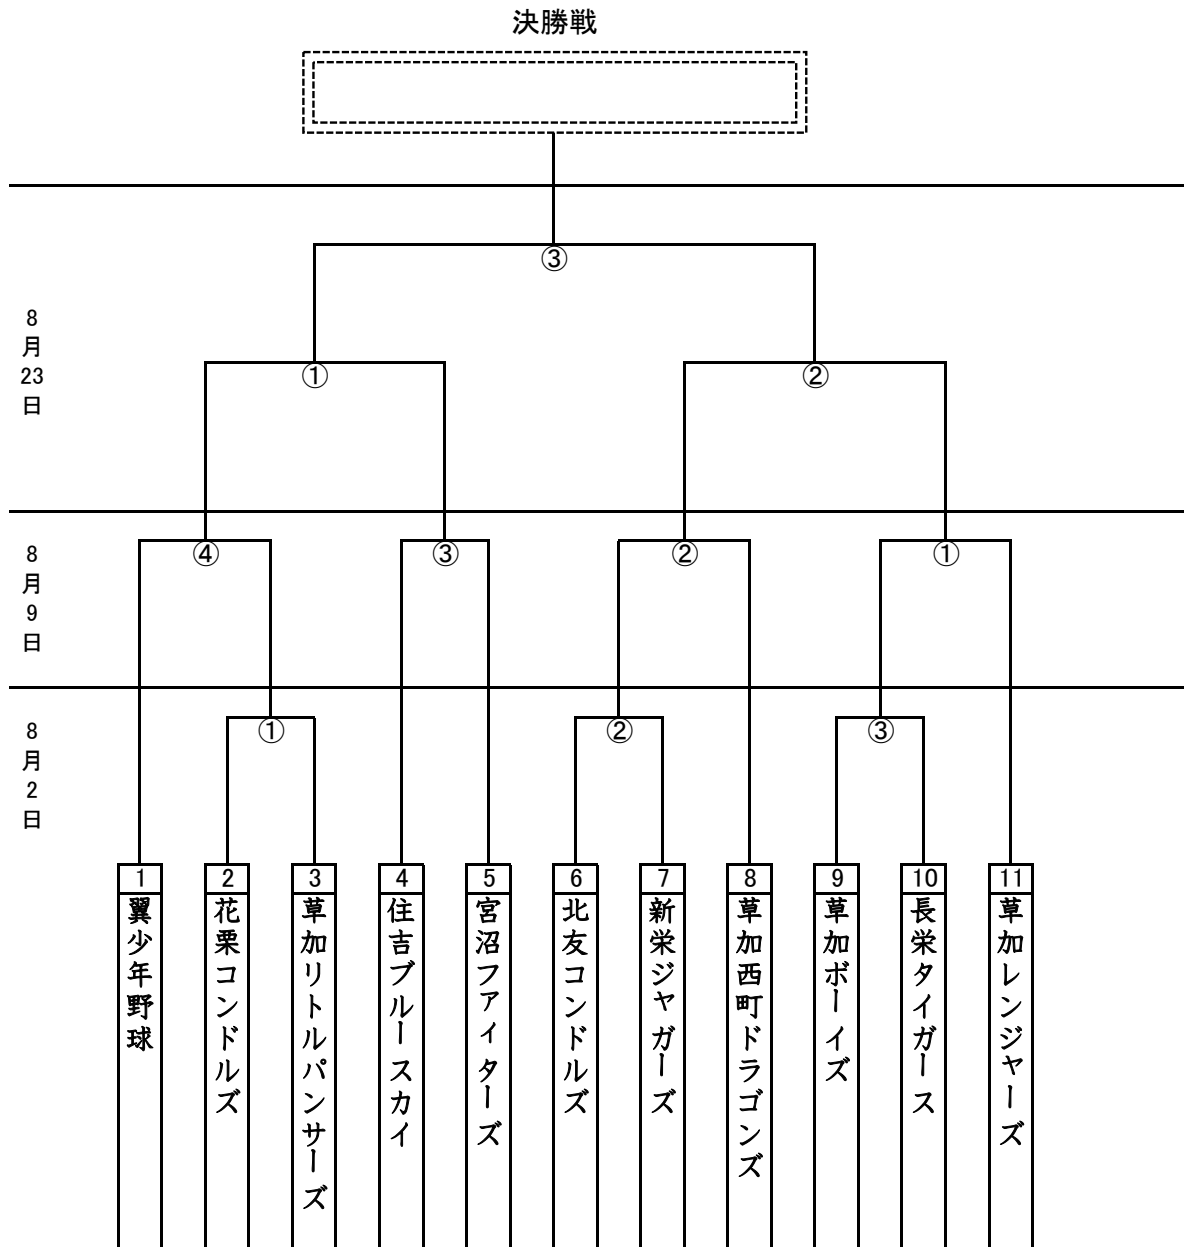 決勝戦
③
8月23日
①
②
8月9日
④
③
②
①
8月2日
①
②
③
1
2
3
4
5
6
7
8
9
10
11
翼少年野球
花栗コンドルズ
草加リトルパンサーズ
住吉ブルースカイ
宮沼ファイターズ
北友コンドルズ
新栄ジャガーズ
草加西町ドラゴンズ
草加ボーイズ
長栄タイガース
草加レンジャーズ